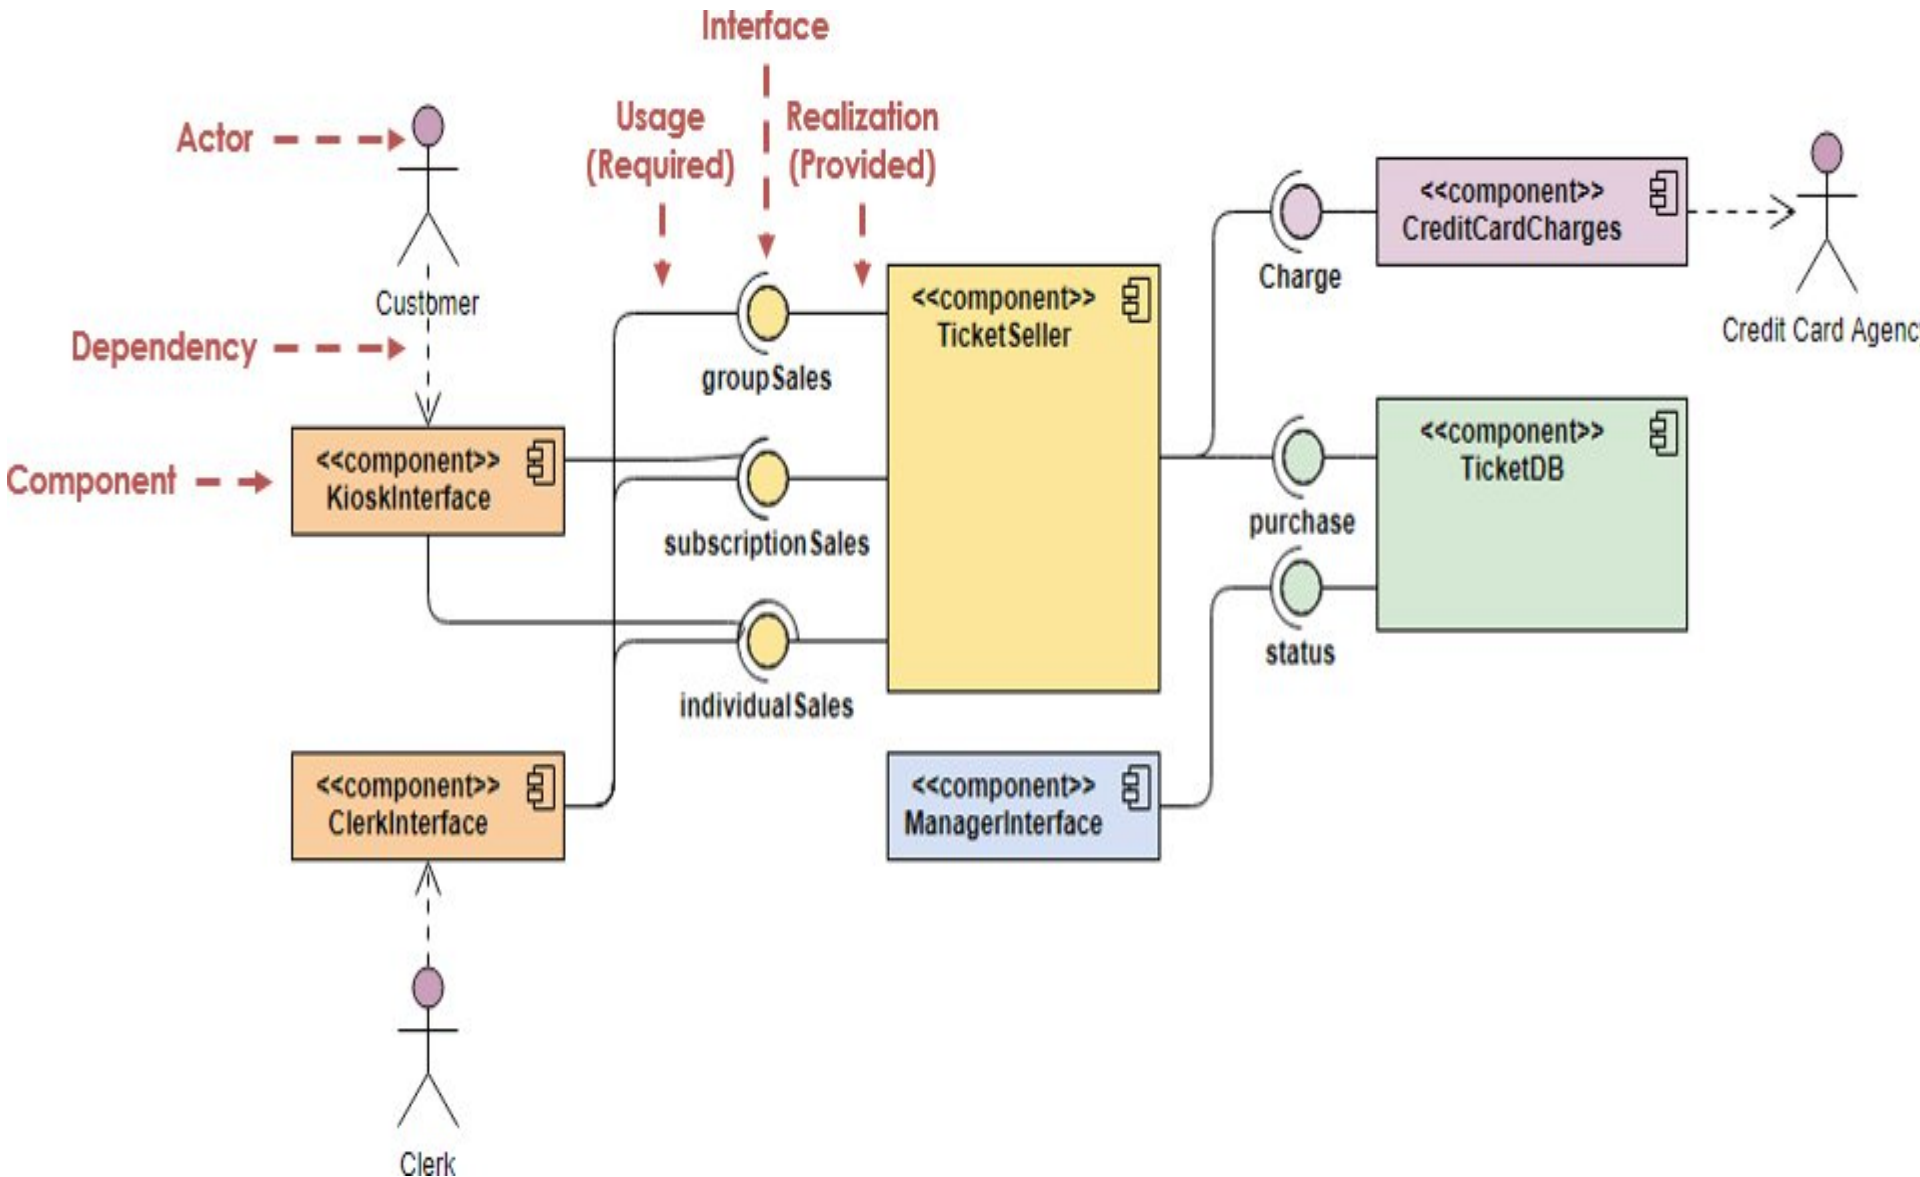 Interface
Usage
(Required)
Realization
(Provided)
Actor
Customer
Dependency
Component
<<component>>
KioskInterface
<<component>>
ClerkInterface
Clerk
groupSales
subscriptionSales
individualSales
<<component>>
TicketSeller
<<component>>
ManagerInterface
Charge
purchase
status
<<component>>
CreditCardCharges
<<component>>
TicketDB
Credit Card Agenc